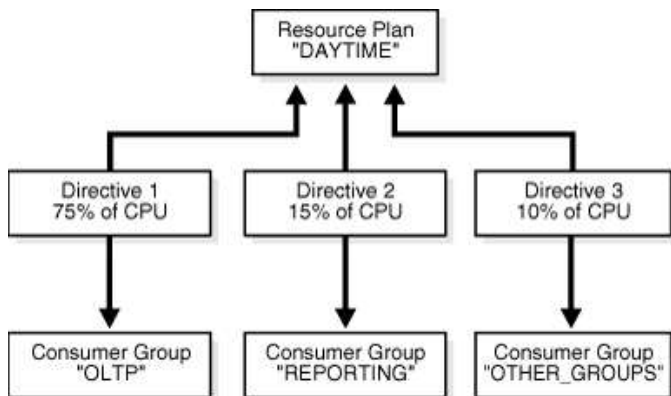 Resource Plan
"DAYTIME"
Directive 1
75% of CPU
Directive 2
15% of CPU
Directive 3
10% of CPU
Consumer Group
"OLTP"
Consumer Group
"REPORTING"
Consumer Group
"OTHER_GROUPS"